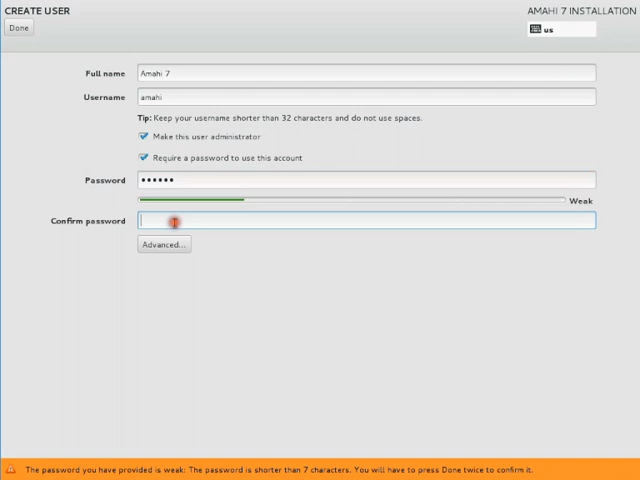 CREATE USER
AMAHI 7 INSTALLATION
Done
us
Full name
Amahi 7
Username
amahi
Tip: Keep your username shorter than 32 characters and do not use spaces.
Make this user administrator
Require a password to use this account
Password
••••••
Weak
Confirm password
Advanced...
The password you have provided is weak: The password is shorter than 7 characters. You will have to press Done twice to confirm it.